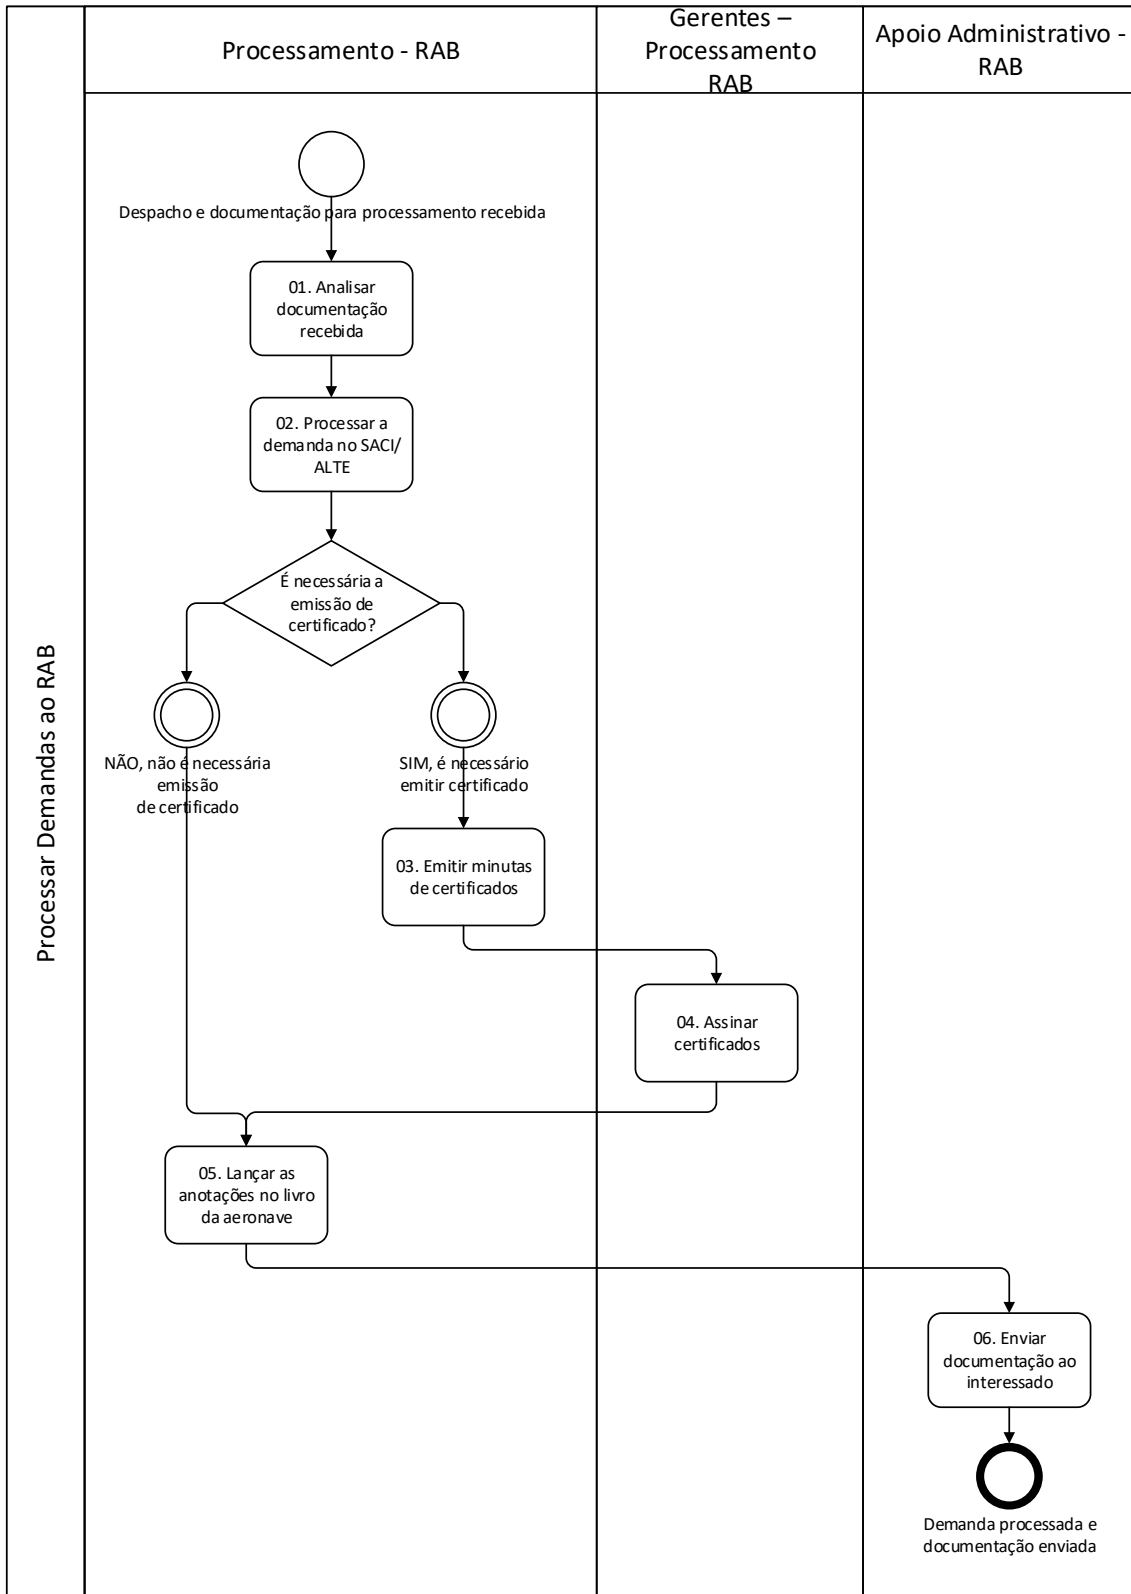 Processar Demandas ao RAB
Processamento - RAB
Gerentes –
Processamento
RAB
Apoio Administrativo -
RAB
Despacho e documentação para processamento recebida
01. Analisar
documentação
recebida
02. Processar a
demanda no SACI/
ALTE
É necessária a
emissão de
certificado?
NÃO, não é necessária
emissão
de certificado
SIM, é necessário
emitir certificado
03. Emitir minutas
de certificados
04. Assinar
certificados
05. Lançar as
anotações no livro
da aeronave
06. Enviar
documentação ao
interessado
Demanda processada e
documentação enviada